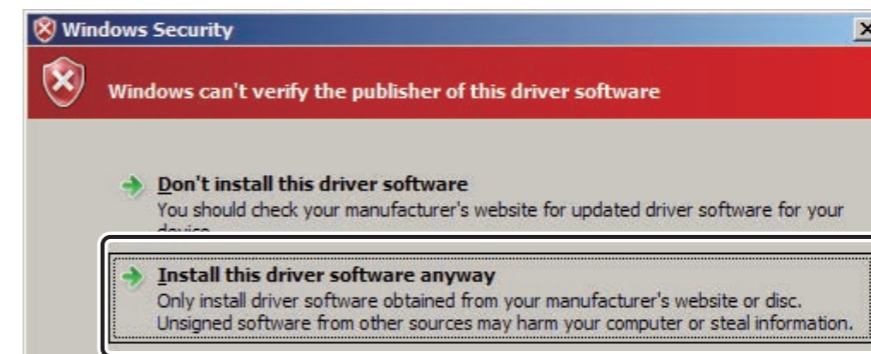 Windows Security
Windows can't verify the publisher of this driver software
Don't install this driver software
You should check your manufacturer's website for updated driver software for your
device.
Install this driver software anyway
Only install driver software obtained from your manufacturer's website or disc.
Unsigned software from other sources may harm your computer or steal information.